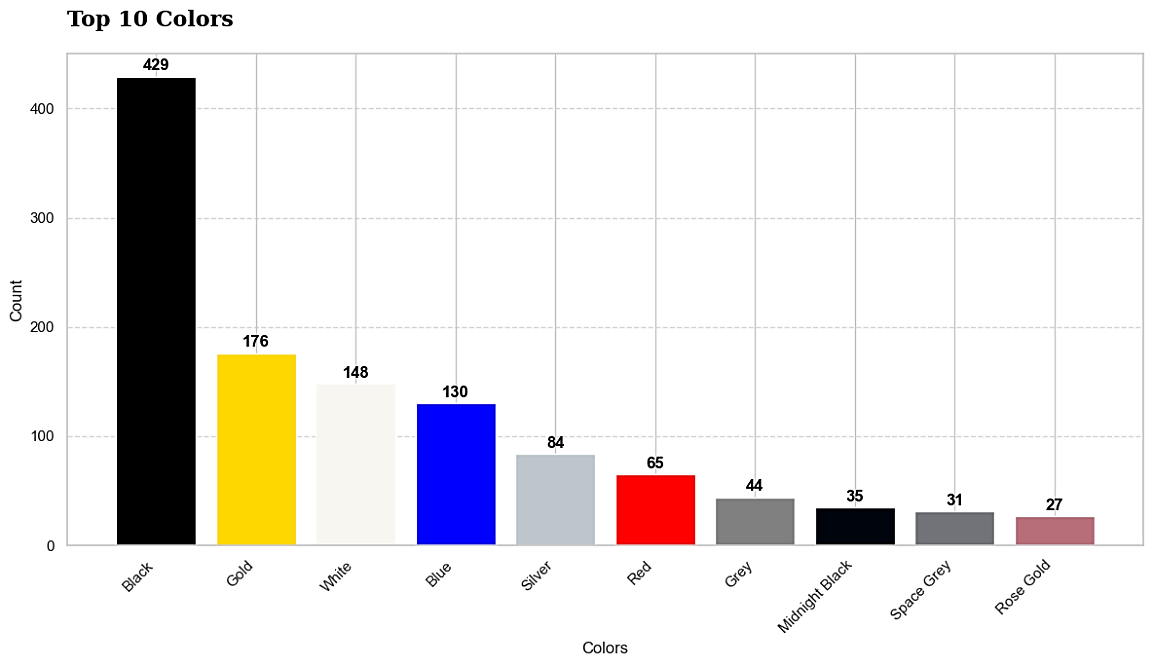 Top 10 Colors
429
400
300
Count
200
176
148
130
100
84
65
44
35
31
27
0
Black
Gold
White
Blue
Silver
Red
Grey
Midnight Black
Space Grey
Rose Gold
Colors